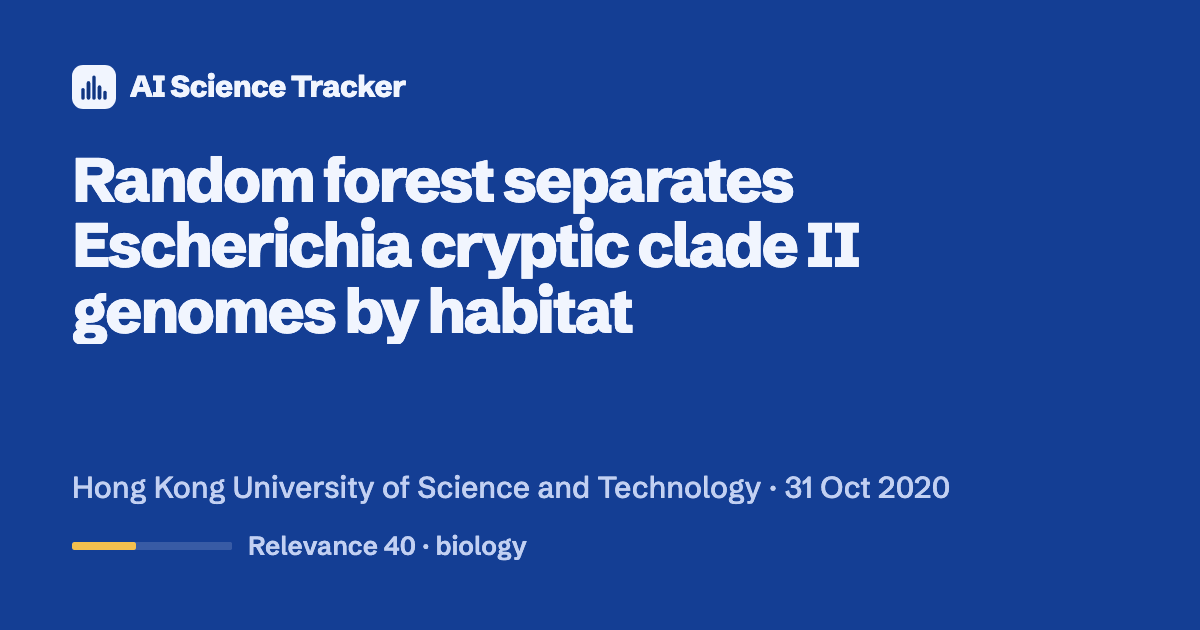 AI Science Tracker
Random forest separates
Escherichia cryptic clade II
genomes by habitat
Hong Kong University of Science and Technology · 31 Oct 2020
Relevance 40 · biology